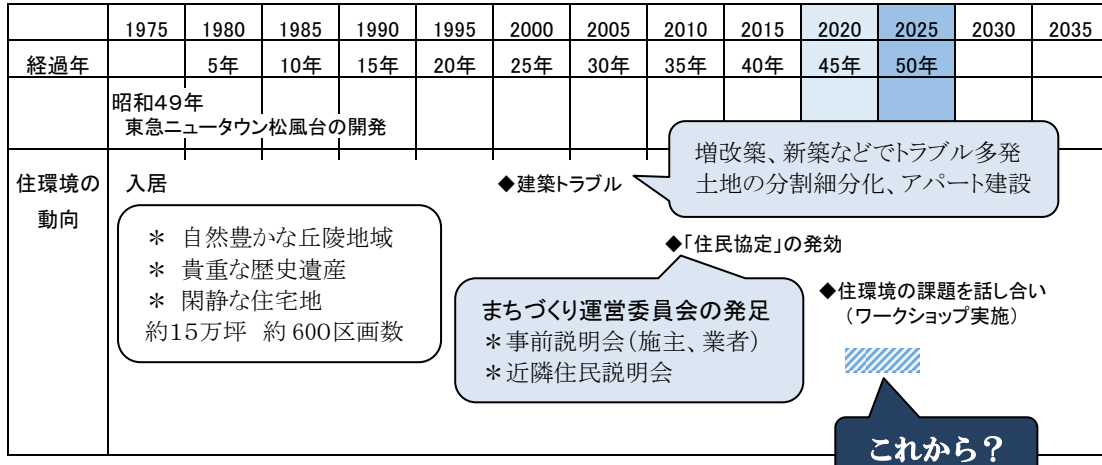 1975 1980 1985 1990 1995 2000 2005 2010 2015 2020 2025 2030 2035
経過年 5年 10年 15年 20年 25年 30年 35年 40年 45年 50年
昭和49年
東急ニュータウン松風台の開発
住環境の
動向
入居
＊ 自然豊かな丘陵地域
＊ 貴重な歴史遺産
＊ 閑静な住宅地
約15万坪 約600区画数
◆建築トラブル
増改築、新築などでトラブル多発
土地の分割細分化、アパート建設
◆「住民協定」の発効
まちづくり運営委員会の発足
＊事前説明会(施主、業者)
＊近隣住民説明会
◆住環境の課題を話し合い
（ワークショップ実施）
これから？